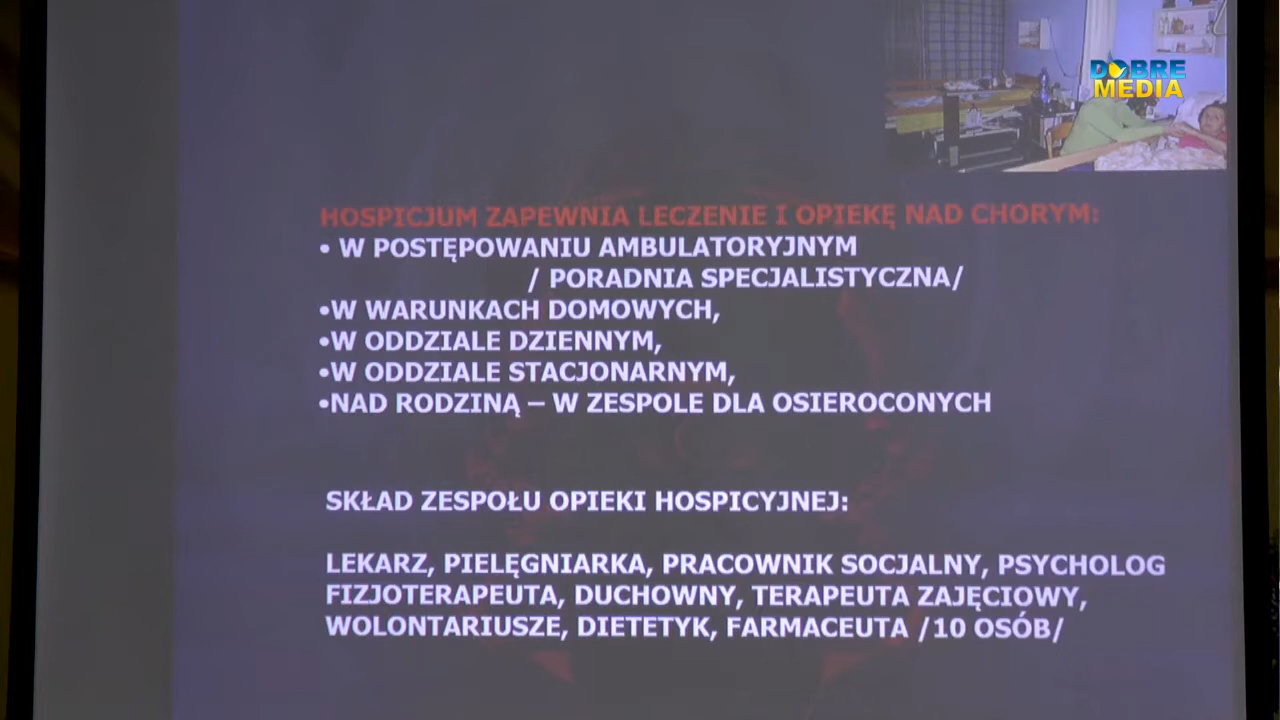 DOBRE
MEDIA
HOSPICJUM ZAPEWNIA LECZENIE I OPIEKĘ NAD CHORYM:
• W POSTĘPOWANIU AMBULATORYJNYM
/ PORADNIA SPECJALISTYCZNA/
•W WARUNKACH DOMOWYCH,
•W ODDZIALE DZIENNYM,
•W ODDZIALE STACJONARNYM,
•NAD RODZINĄ – W ZESPOLE DLA OSIEROCONYCH
SKŁAD ZESPOŁU OPIEKI HOSPICYJNEJ:
LEKARZ, PIELĘGNIARKA, PRACOWNIK SOCJALNY, PSYCHOLOG
FIZJOTERAPEUTA, DUCHOWNY, TERAPEUTA ZAJĘCIOWY,
WOLONTARIUSZE, DIETETYK, FARMACEUTA /10 OSÓB/